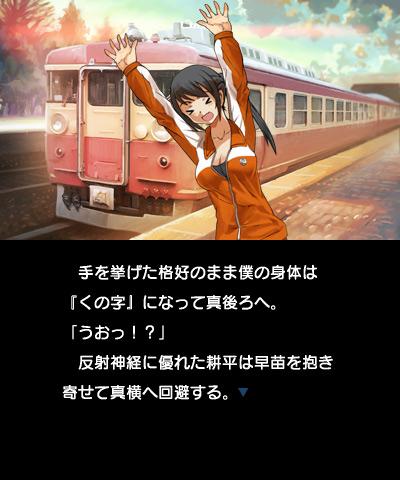 手を挙げた格好のまま僕の身体は
『くの字』になって真後ろへ。
「うおっ！？」
反射神経に優れた耕平は早苗を抱き
寄せて真横へ回避する。▼